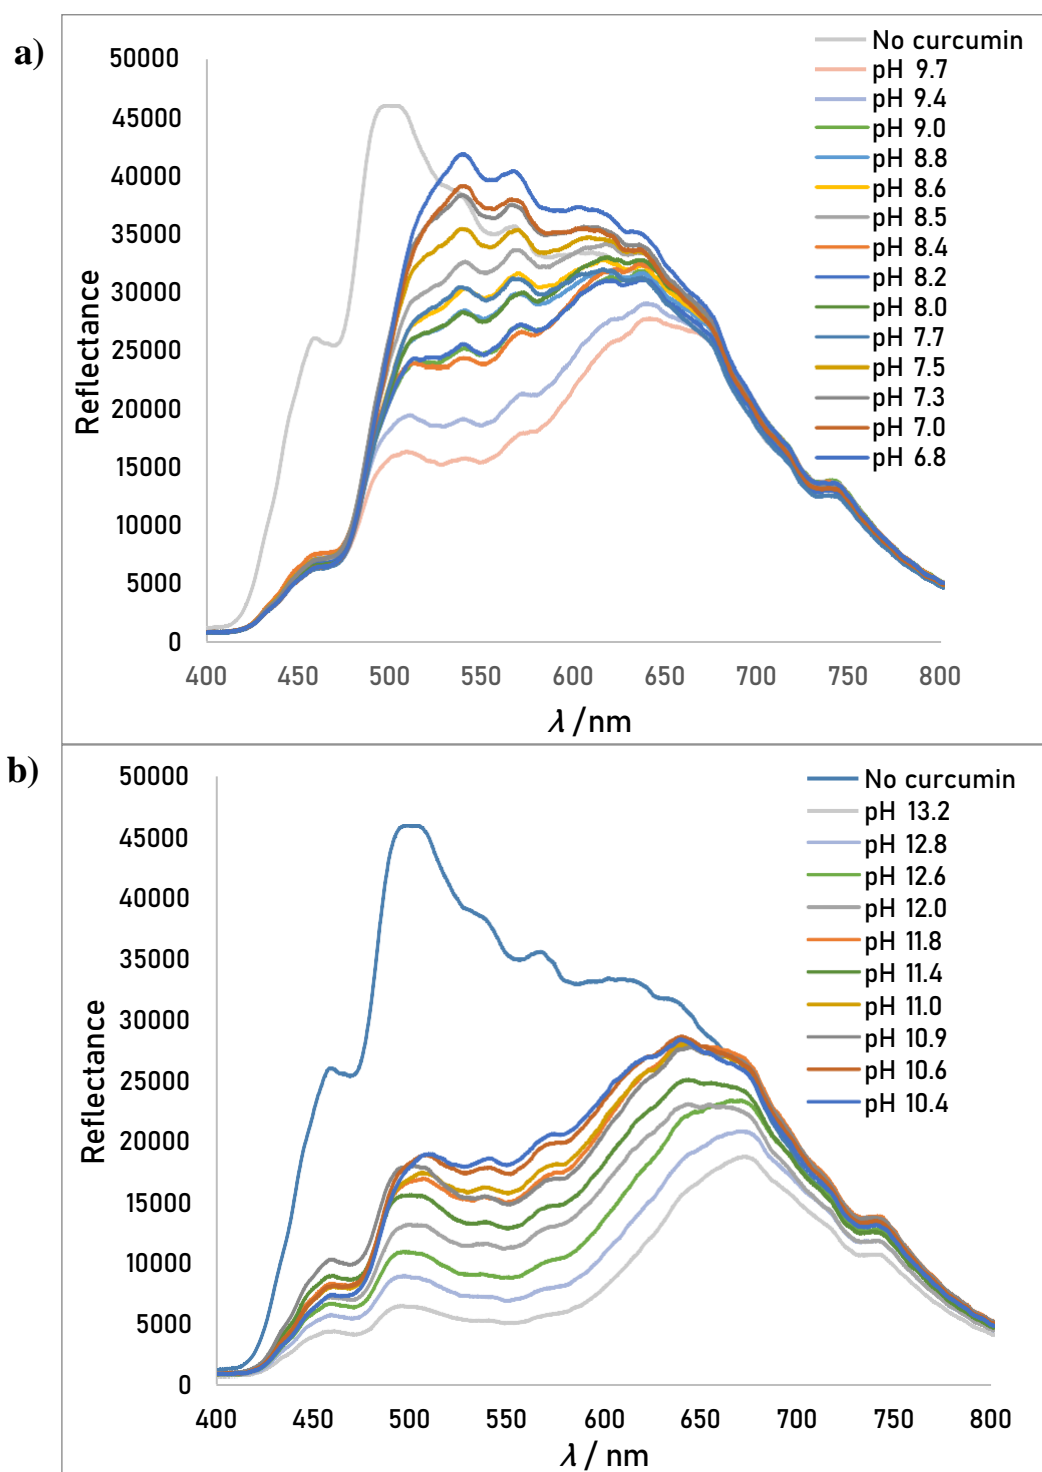 a)
No curcumin
pH 9.7
pH 9.4
pH 9.0
pH 8.8
pH 8.6
pH 8.5
pH 8.4
pH 8.2
pH 8.0
pH 7.7
pH 7.5
pH 7.3
pH 7.0
pH 6.8
Reflectance
50000
45000
40000
35000
30000
25000
20000
15000
10000
5000
0
400 450 500 550 600 650 700 750 800
λ /nm
b)
No curcumin
pH 13.2
pH 12.8
pH 12.6
pH 12.0
pH 11.8
pH 11.4
pH 11.0
pH 10.9
pH 10.6
pH 10.4
Reflectance
50000
45000
40000
35000
30000
25000
20000
15000
10000
5000
0
400 450 500 550 600 650 700 750 800
λ / nm